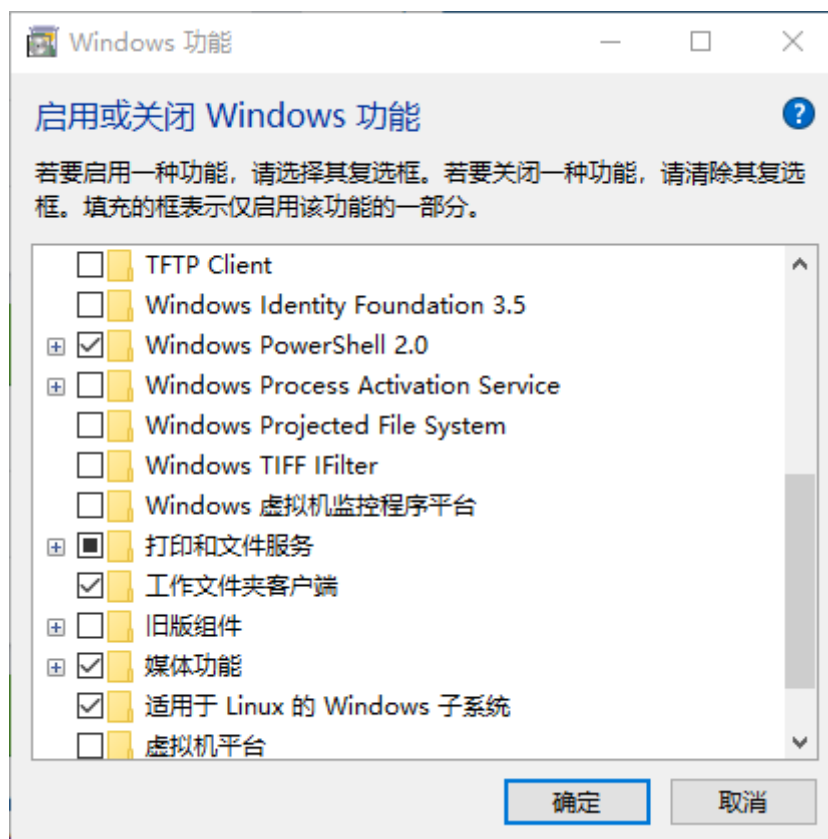 Windows 功能
启用或关闭 Windows 功能
?
若要启用一种功能，请选择其复选框。若要关闭一种功能，请清除其复选
框。填充的框表示仅启用该功能的一部分。
TFTP Client
Windows Identity Foundation 3.5
Windows PowerShell 2.0
Windows Process Activation Service
Windows Projected File System
Windows TIFF IFilter
Windows 虚拟机监控程序平台
打印和文件服务
工作文件夹客户端
旧版组件
媒体功能
适用于 Linux 的 Windows 子系统
虚拟机平台
确定
取消